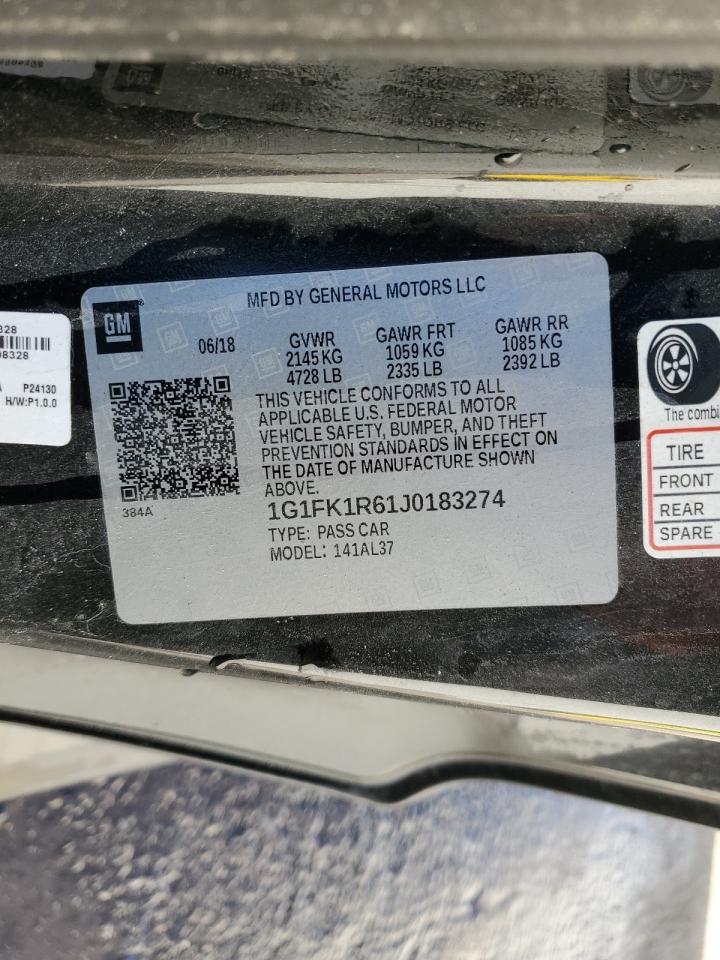 328
08328
P24130
H/W:P1.0.0
GM
MFD BY GENERAL MOTORS LLC
06/18
GVWR
2145 KG
4728 LB
GAWR FRT
1059 KG
2335 LB
GAWR RR
1085 KG
2392 LB
THIS VEHICLE CONFORMS TO ALL
APPLICABLE U.S. FEDERAL MOTOR
VEHICLE SAFETY, BUMPER, AND THEFT
PREVENTION STANDARDS IN EFFECT ON
THE DATE OF MANUFACTURE SHOWN
ABOVE.
384A
1G1FK1R61J0183274
TYPE: PASS CAR
MODEL: 141AL37
The combi
TIRE
FRONT
REAR
SPARE